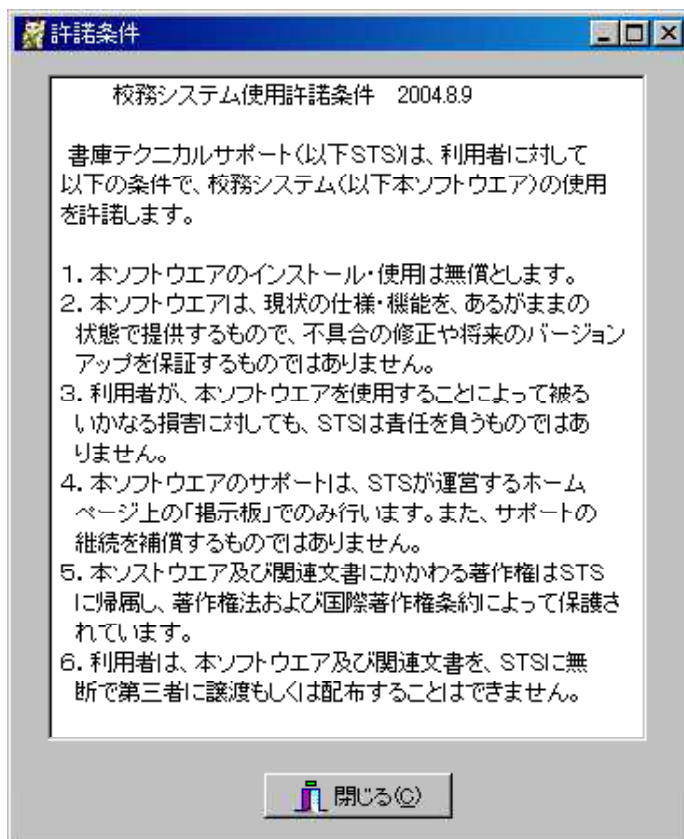 許諾条件
校務システム使用許諾条件 2004.8.9
書庫テクニカルサポート(以下STS)は、利用者に対して
以下の条件で、校務システム(以下本ソフトウエア)の使用
を許諾します。
1. 本ソフトウエアのインストール・使用は無償とします。
2. 本ソフトウエアは、現状の仕様・機能を、あるがままの
状態で提供するもので、不具合の修正や将来のバージョン
アップを保証するものではありません。
3. 利用者が、本ソフトウエアを使用することによって被る
いかなる損害に対しても、STSは責任を負うものではあ
りません。
4. 本ソフトウエアのサポートは、STSが運営するホーム
ページ上の「掲示板」でのみ行います。また、サポートの
継続を補償するものではありません。
5. 本ソストウエア及び関連文書にかかわる著作権はSTS
に帰属し、著作権法および国際著作権条約によって保護さ
れています。
6. 利用者は、本ソフトウエア及び関連文書を、STSに無
断で第三者に譲渡もしくは配布することはできません。
閉じる(C)